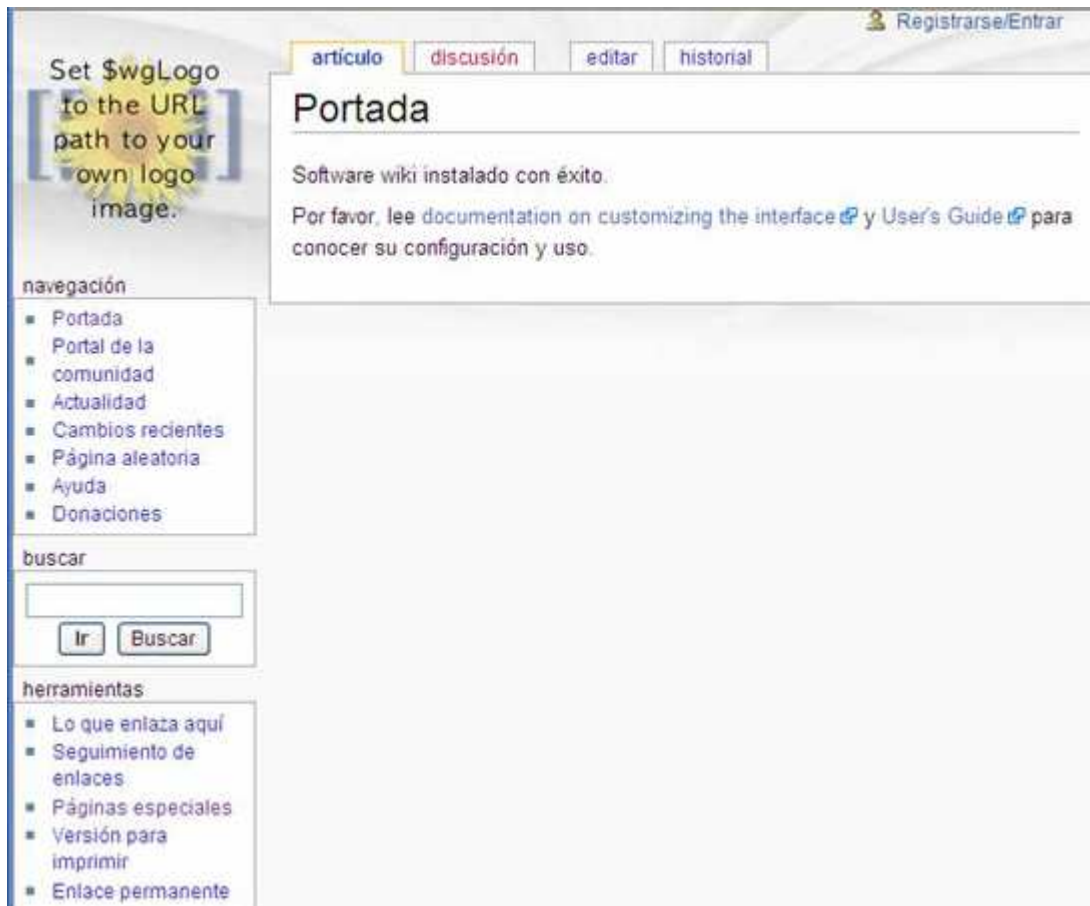 Registrarse/Entrar
Set $wgLogo
to the URL
path to your
own logo
image.
artículo
discusión
editar
historial
Portada
Software wiki instalado con éxito.
Por favor, lee documentation on customizing the interface y User's Guide para
conocer su configuración y uso.
navegación
Portada
Portal de la
comunidad
Actualidad
Cambios recientes
Página aleatoria
Ayuda
Donaciones
buscar
Ir
Buscar
herramientas
Lo que enlaza aquí
Seguimiento de
enlaces
Páginas especiales
Versión para
imprimir
Enlace permanente